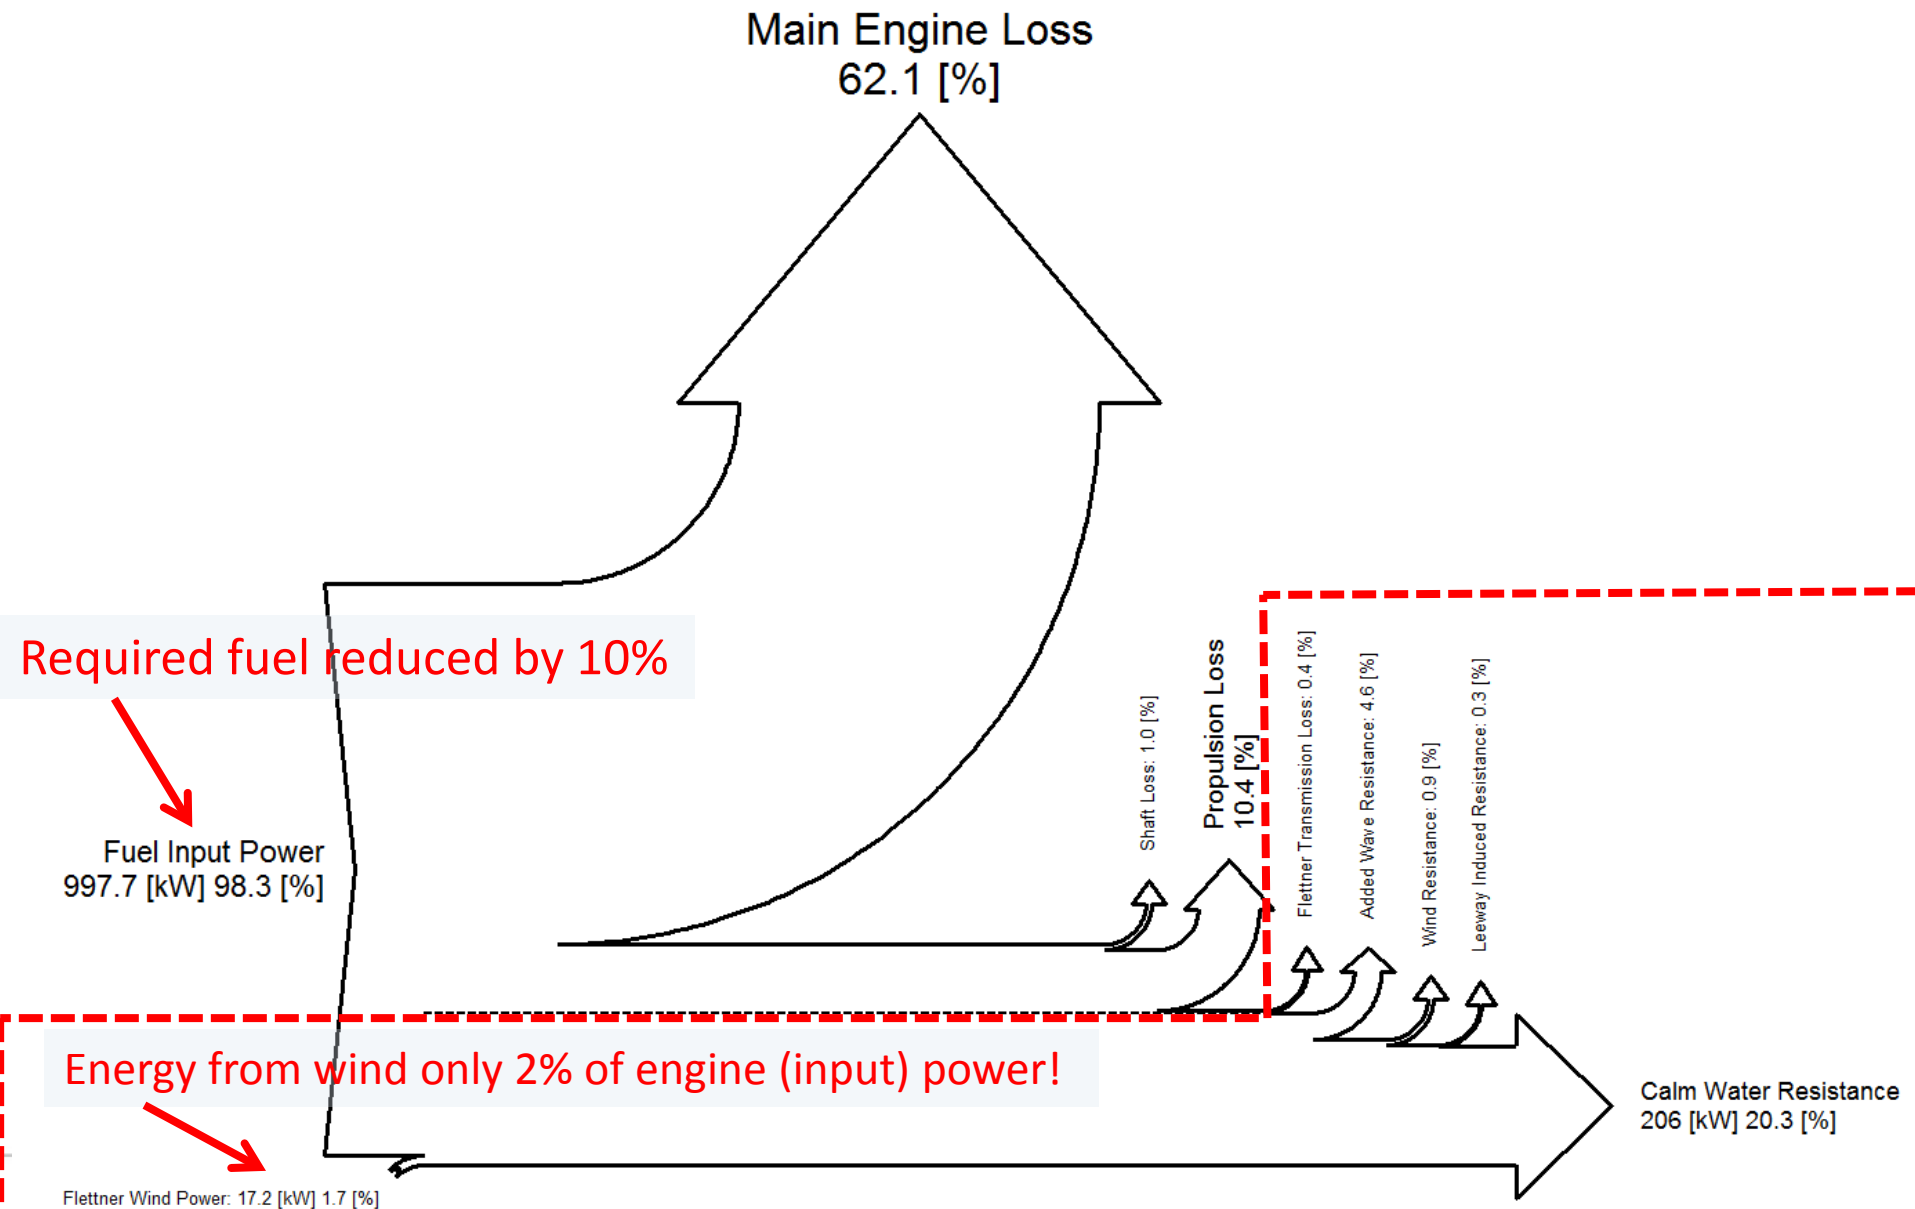 Main Engine Loss
62.1 [%]
Required fuel reduced by 10%
Fuel Input Power
997.7 [kW] 98.3 [%]
Shaft Loss: 1.0 [%]
Propulsion Loss
10.4 [%]
Flettner Transmission Loss: 0.4 [%]
Added Wave Resistance: 4.6 [%]
Wind Resistance: 0.9 [%]
Leeway Induced Resistance: 0.3 [%]
Energy from wind only 2% of engine (input) power!
Calm Water Resistance
206 [kW] 20.3 [%]
Flettner Wind Power: 17.2 [kW] 1.7 [%]